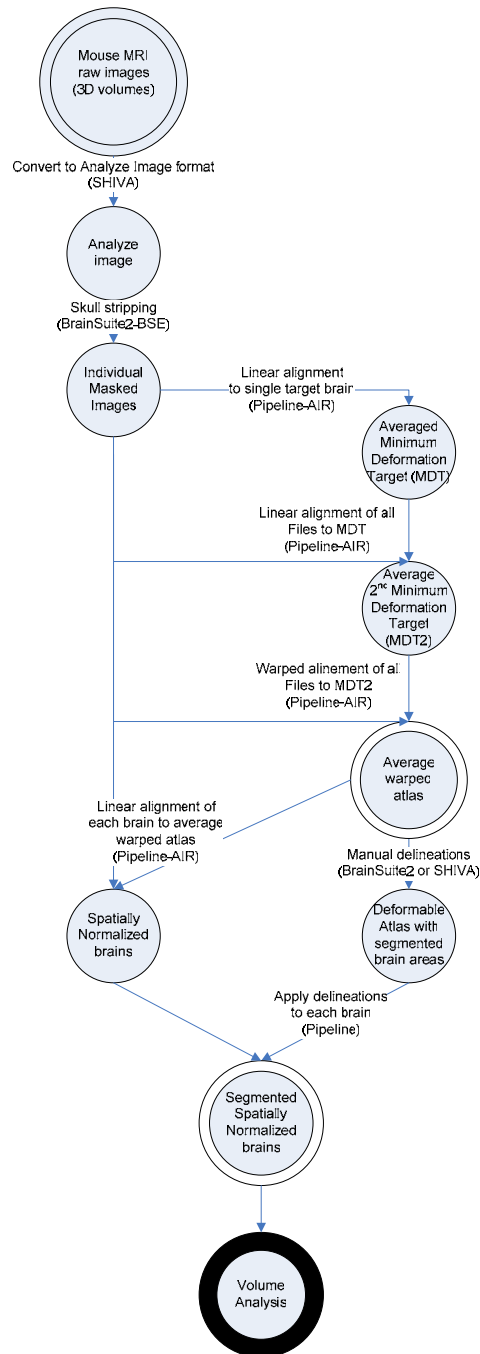 Mouse MRI
raw images
(3D volumes)
Convert to Analyze Image format
(SHIVA)
Analyze
image
Skull stripping
(BrainSuite2-BSE)
Individual
Masked
Images
Linear alignment
to single target brain
(Pipeline-AIR)
Averaged
Minimum
Deformation
Target (MDT)
Linear alignment of all
Files to MDT
(Pipeline-AIR)
Average
2nd Minimum
Deformation
Target
(MDT2)
Warped alinement of all
Files to MDT2
(Pipeline-AIR)
Average
warped
atlas
Linear alignment of
each brain to average
warped atlas
(Pipeline-AIR)
Manual delineations
(BrainSuite2 or SHIVA)
Spatially
Normalized
brains
Deformable
Atlas with
segmented
brain areas
Apply delineations
to each brain
(Pipeline)
Segmented
Spatially
Normalized
brains
Volume
Analysis